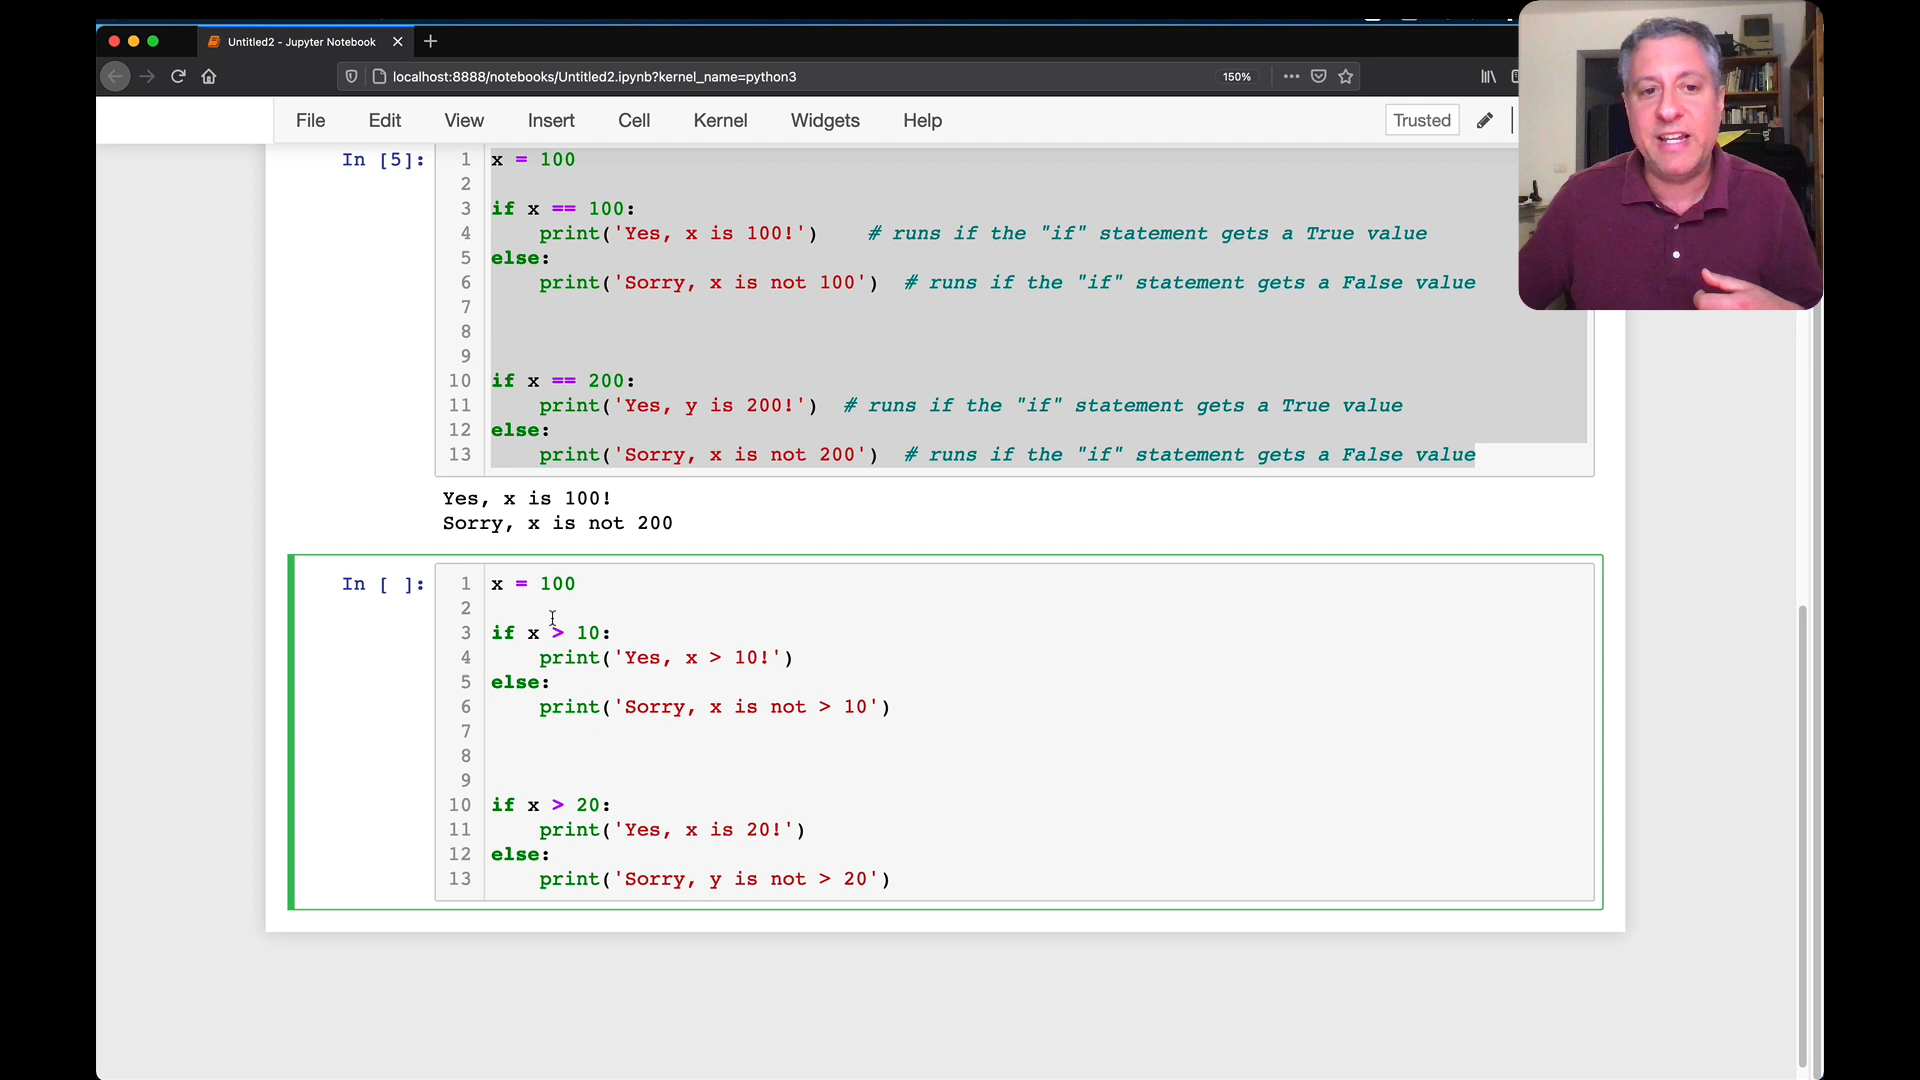 Untitled2 - Jupyter Notebook
localhost:8888/notebooks/Untitled2.ipynb?kernel_name=python3
150%
File Edit View Insert Cell Kernel Widgets Help
Trusted
In [5]:
1 x = 100
2
3 if x == 100:
4     print('Yes, x is 100!')    # runs if the "if" statement gets a True value
5 else:
6     print('Sorry, x is not 100')  # runs if the "if" statement gets a False value
7
8
9
10 if x == 200:
11     print('Yes, y is 200!')  # runs if the "if" statement gets a True value
12 else:
13     print('Sorry, x is not 200')  # runs if the "if" statement gets a False value
Yes, x is 100!
Sorry, x is not 200
In [ ]:
1 x = 100
2
3 if x > 10:
4     print('Yes, x > 10!')
5 else:
6     print('Sorry, x is not > 10')
7
8
9
10 if x > 20:
11     print('Yes, x is 20!')
12 else:
13     print('Sorry, y is not > 20')